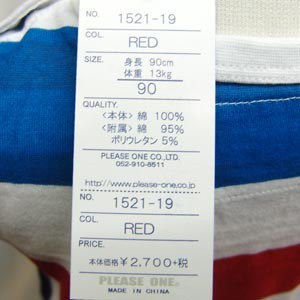 NO. 1521-19
COL. RED
SIZE. 身長 90cm
体重 13kg
90
QUALITY.
<本体> 綿 100%
<附属> 綿 95%
ポリウレタン 5%
PLEASE ONE CO.,LTD.
052-910-8511
http://www.please-one.jp
NO. 1521-19
COL. RED
PRICE.
本体価格 ¥2,700+税
PLEASE ONE.
MADE IN CHINA